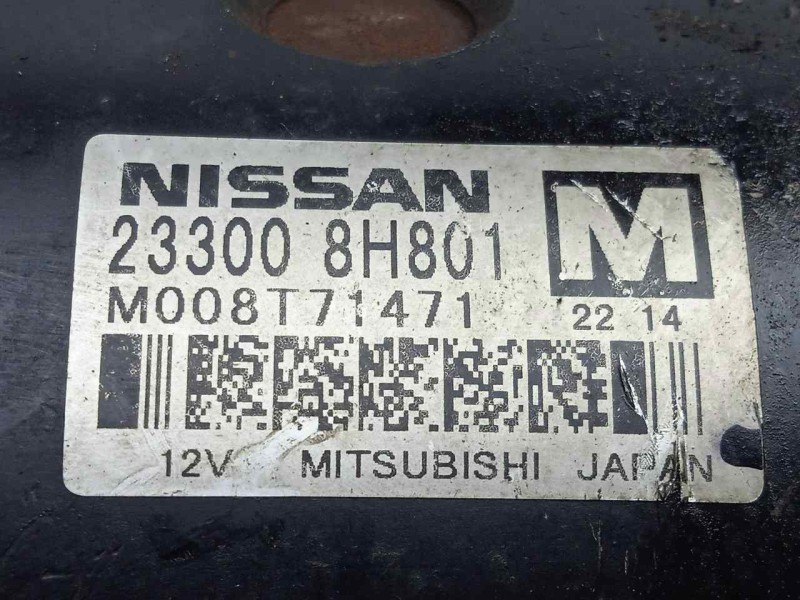 NISSAN
23300 8H801 M
M008T71471 22 14
12V MITSUBISHI JAPAN